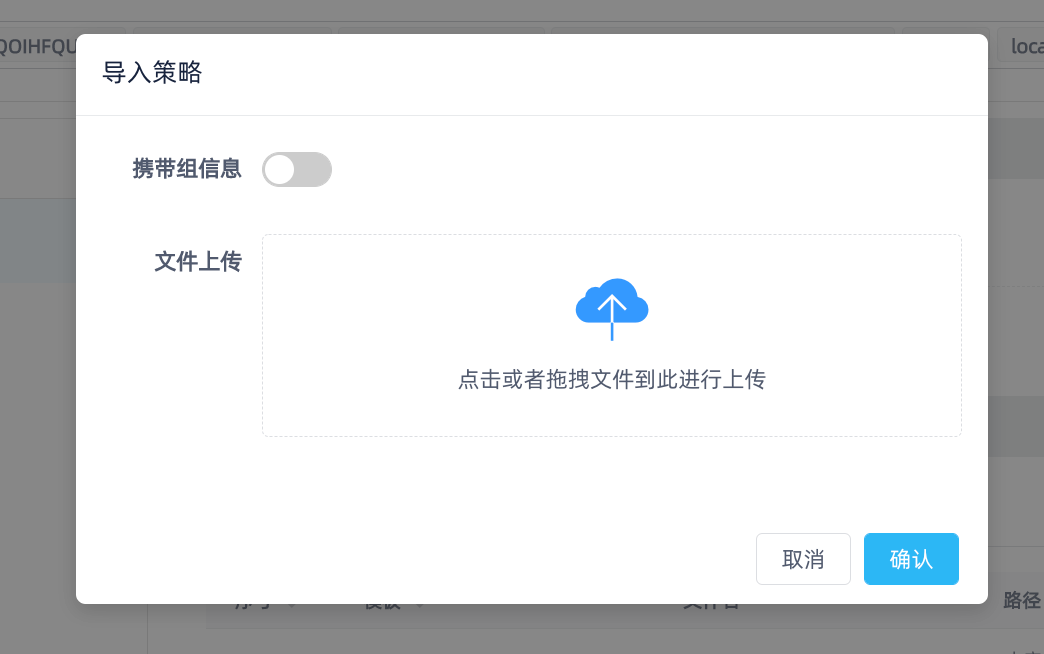 QOIHFQU
loca
导入策略
携带组信息
文件上传
点击或者拖拽文件到此进行上传
取消
确认
路径